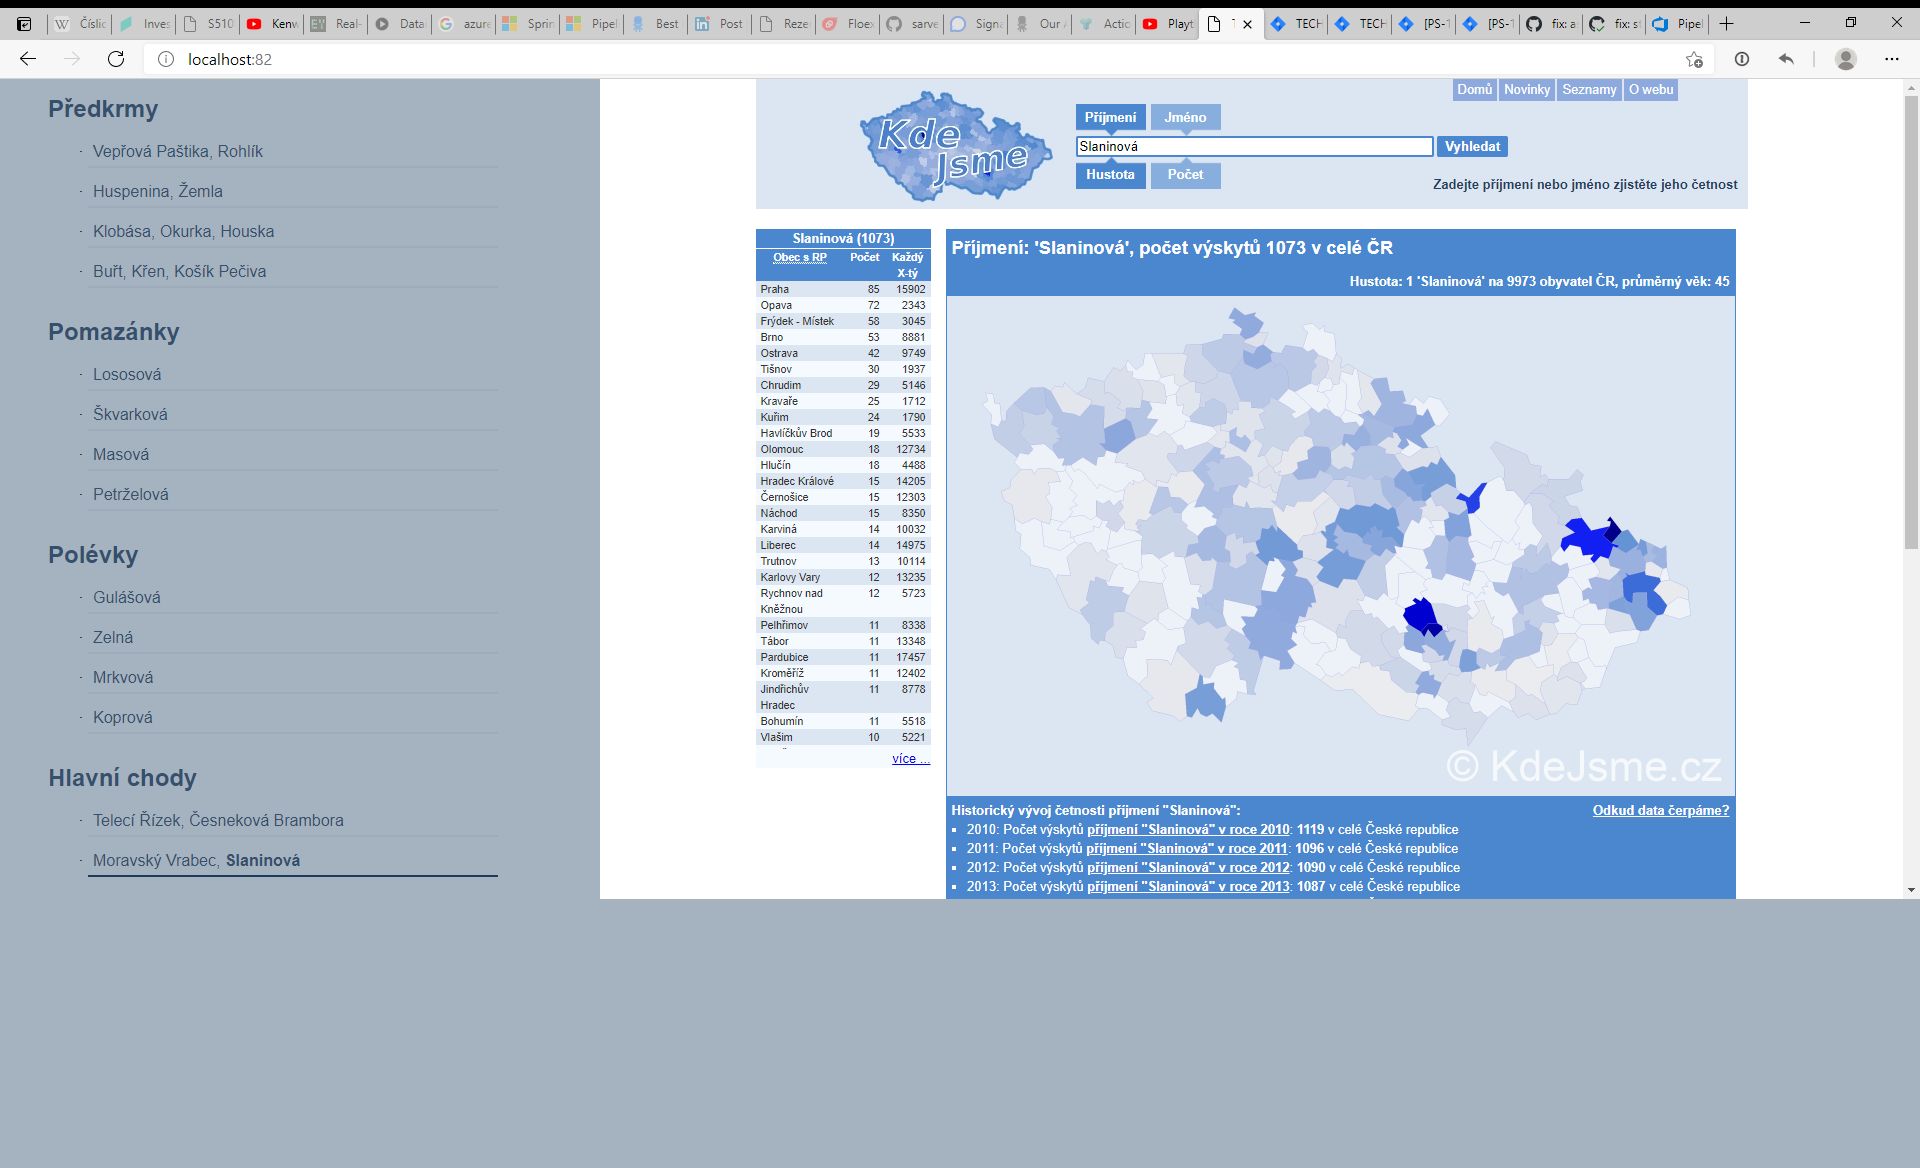 Číslic
Inves
S510
Kenw
Real-
Data
azure
Sprin
Pipel
Best
Post
Reze
Floex
sarve
Signa
Our A
Actio
Playt
TECH
TECH
[PS-1
[PS-1
fix: a
fix: st
Pipel
localhost:82
Předkrmy
· Vepřová Paštika, Rohlík
· Huspenina, Žemla
· Klobása, Okurka, Houska
· Buřt, Křen, Košík Pečiva
Pomazánky
· Lososová
· Škvarková
· Masová
· Petrželová
Polévky
· Gulášová
· Zelná
· Mrkvová
· Koprová
Hlavní chody
· Telecí Řízek, Česneková Brambora
· Moravský Vrabec, Slaninová
Domů Novinky Seznamy O webu
Kde
Jsme
Příjmení Jméno
Slaninová Vyhledat
Hustota Počet
Zadejte příjmení nebo jméno zjistěte jeho četnost
Slaninová (1073)
Obec s RP Počet Každý
X-tý
Praha 85 15902
Opava 72 2343
Frýdek - Místek 58 3045
Brno 53 8881
Ostrava 42 9749
Tišnov 30 1937
Chrudim 29 5146
Kravaře 25 1712
Kuřim 24 1790
Havlíčkův Brod 19 5533
Olomouc 18 12734
Hlučín 18 4488
Hradec Králové 15 14205
Černošice 15 12303
Náchod 15 8350
Karviná 14 10032
Liberec 14 14975
Trutnov 13 10114
Karlovy Vary 12 13235
Rychnov nad 12 5723
Kněžnou
Pelhřimov 11 8338
Tábor 11 13348
Pardubice 11 17457
Kroměříž 11 12402
Jindřichův 11 8778
Hradec
Bohumín 11 5518
Vlašim 10 5221
více ...
Příjmení: 'Slaninová', počet výskytů 1073 v celé ČR
Hustota: 1 'Slaninová' na 9973 obyvatel ČR, průměrný věk: 45
© KdeJsme.cz
Historický vývoj četnosti příjmení "Slaninová":
Odkud data čerpáme?
▪ 2010: Počet výskytů příjmení "Slaninová" v roce 2010: 1119 v celé České republice
▪ 2011: Počet výskytů příjmení "Slaninová" v roce 2011: 1096 v celé České republice
▪ 2012: Počet výskytů příjmení "Slaninová" v roce 2012: 1090 v celé České republice
▪ 2013: Počet výskytů příjmení "Slaninová" v roce 2013: 1087 v celé České republice